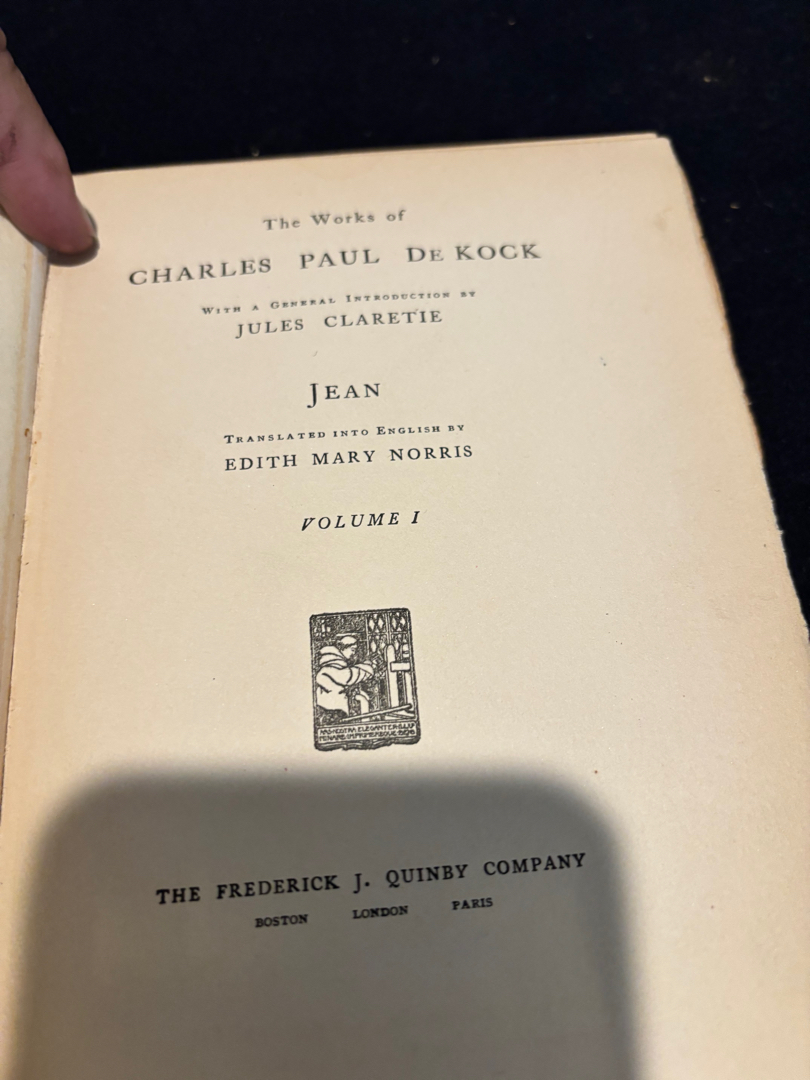 The Works of
CHARLES PAUL DE KOCK
WITH A GENERAL INTRODUCTION BY
JULES CLARETIE
JEAN
TRANSLATED INTO ENGLISH BY
EDITH MARY NORRIS
VOLUME I
THE FREDERICK J. QUINBY COMPANY
BOSTON LONDON PARIS